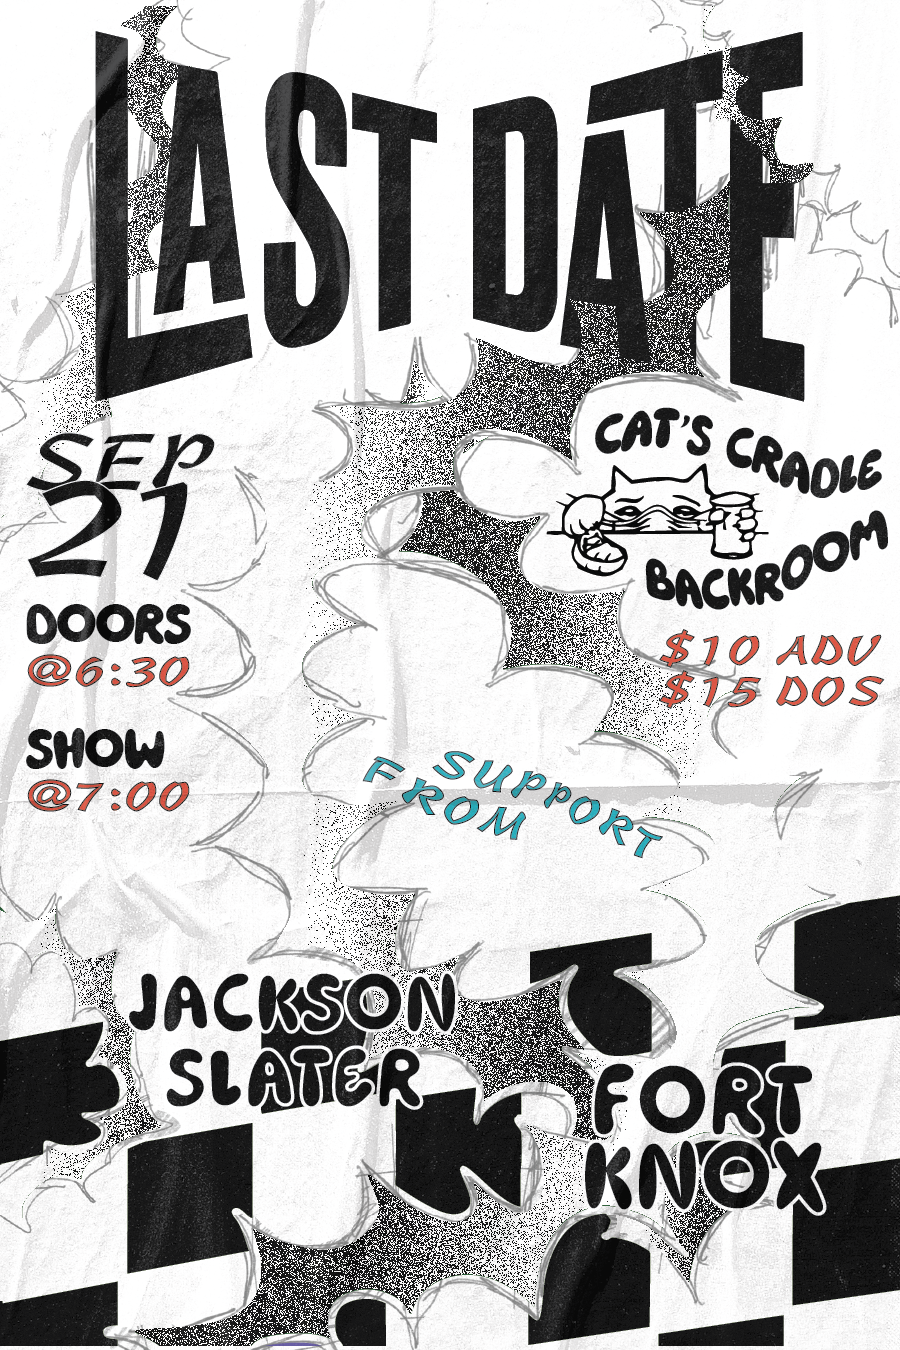 LAST DATE
SEP
21
DOORS
@6:30
SHOW
@7:00
CAT'S CRADLE
BACKROOM
$10 ADV
$15 DOS
SUPPORT
FROM
JACKSON
SLATER
FORT
KNOX